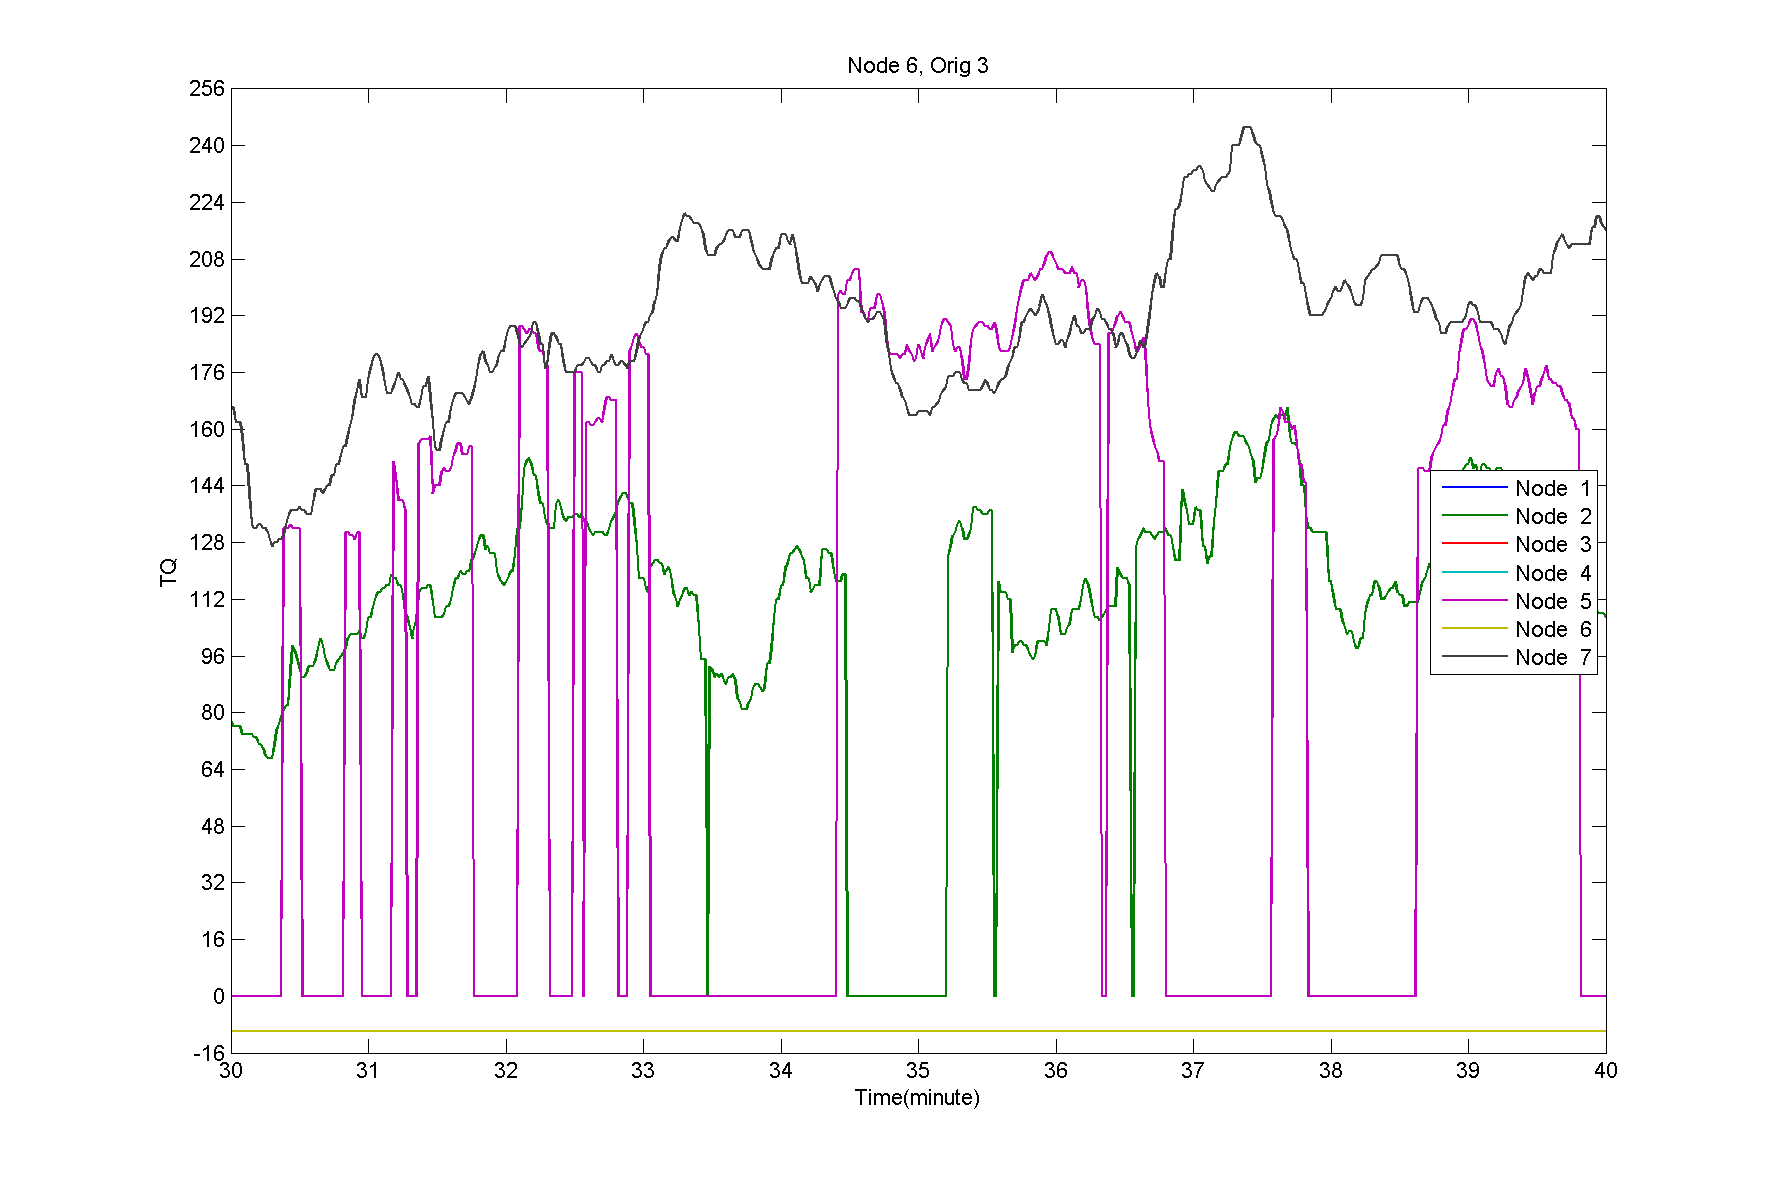 Node 6, Orig 3
256
240
224
208
192
176
160
144
128
112
96
80
64
48
32
16
0
-16
TQ
Node 1
Node 2
Node 3
Node 4
Node 5
Node 6
Node 7
30 31 32 33 34 35 36 37 38 39 40
Time(minute)